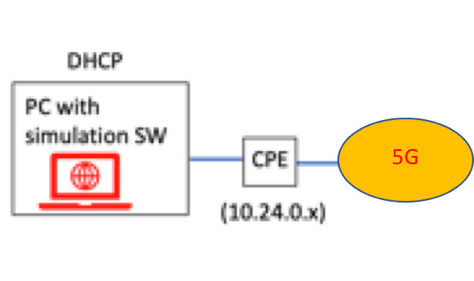 DHCP
PC with
simulation SW
CPE
5G
(10.24.0.x)